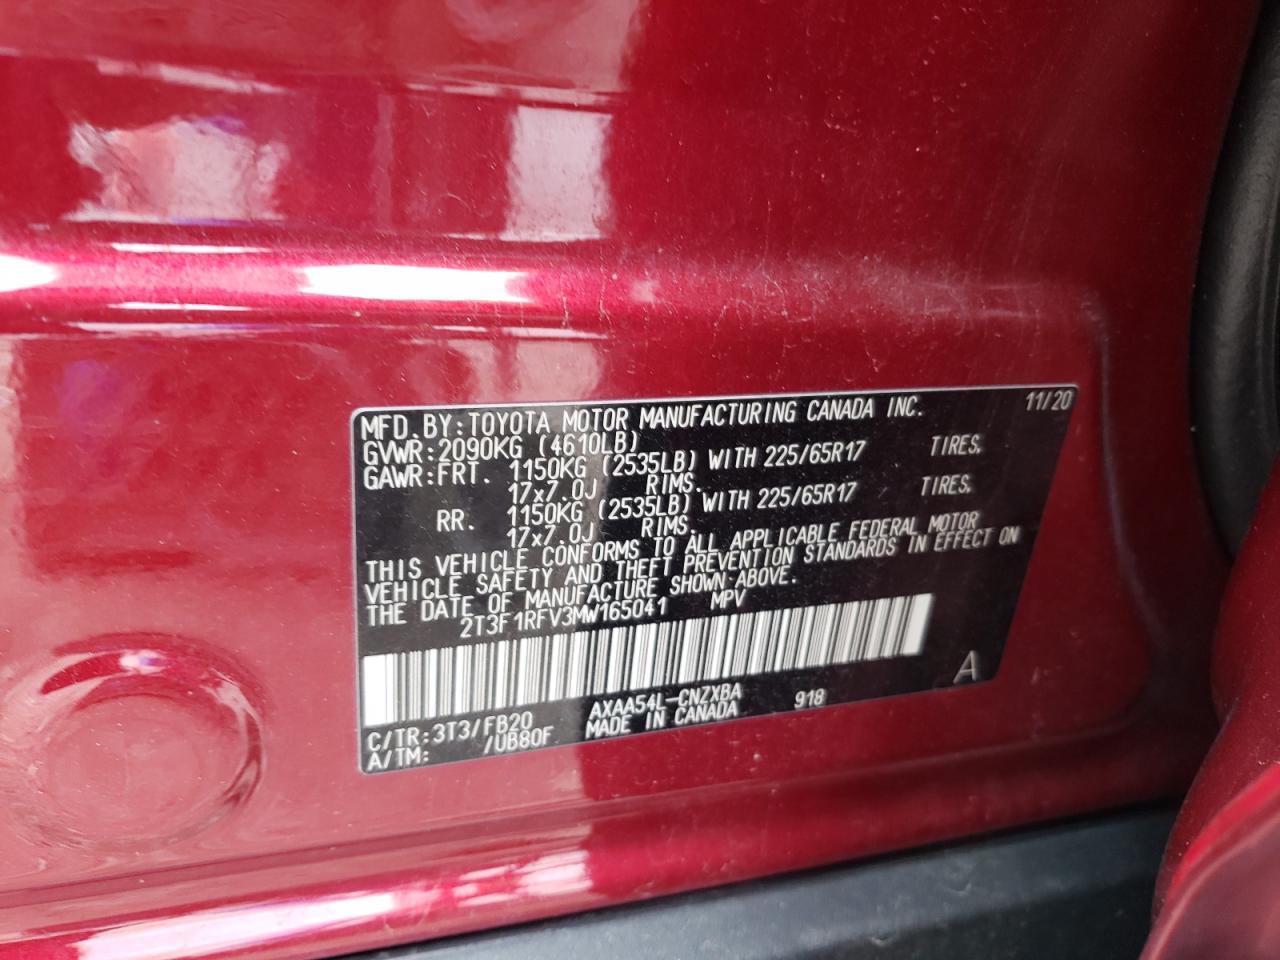 MFD. BY: TOYOTA MOTOR MANUFACTURING CANADA INC. 11/20
GVWR: 2090KG (4610LB)
GAWR: FRT. 1150KG (2535LB) WITH 225/65R17 TIRES,
17x7.0J RIMS.
RR. 1150KG (2535LB) WITH 225/65R17 TIRES,
17x7.0J RIMS.
THIS VEHICLE CONFORMS TO ALL APPLICABLE FEDERAL MOTOR
VEHICLE SAFETY AND THEFT PREVENTION STANDARDS IN EFFECT ON
THE DATE OF MANUFACTURE SHOWN ABOVE.
2T3F1RFV3MW165041 MPV
A
C/TR: 3T3/FB20 AXAA54L-CNZXBA 918
A/TM: /UB80F MADE IN CANADA